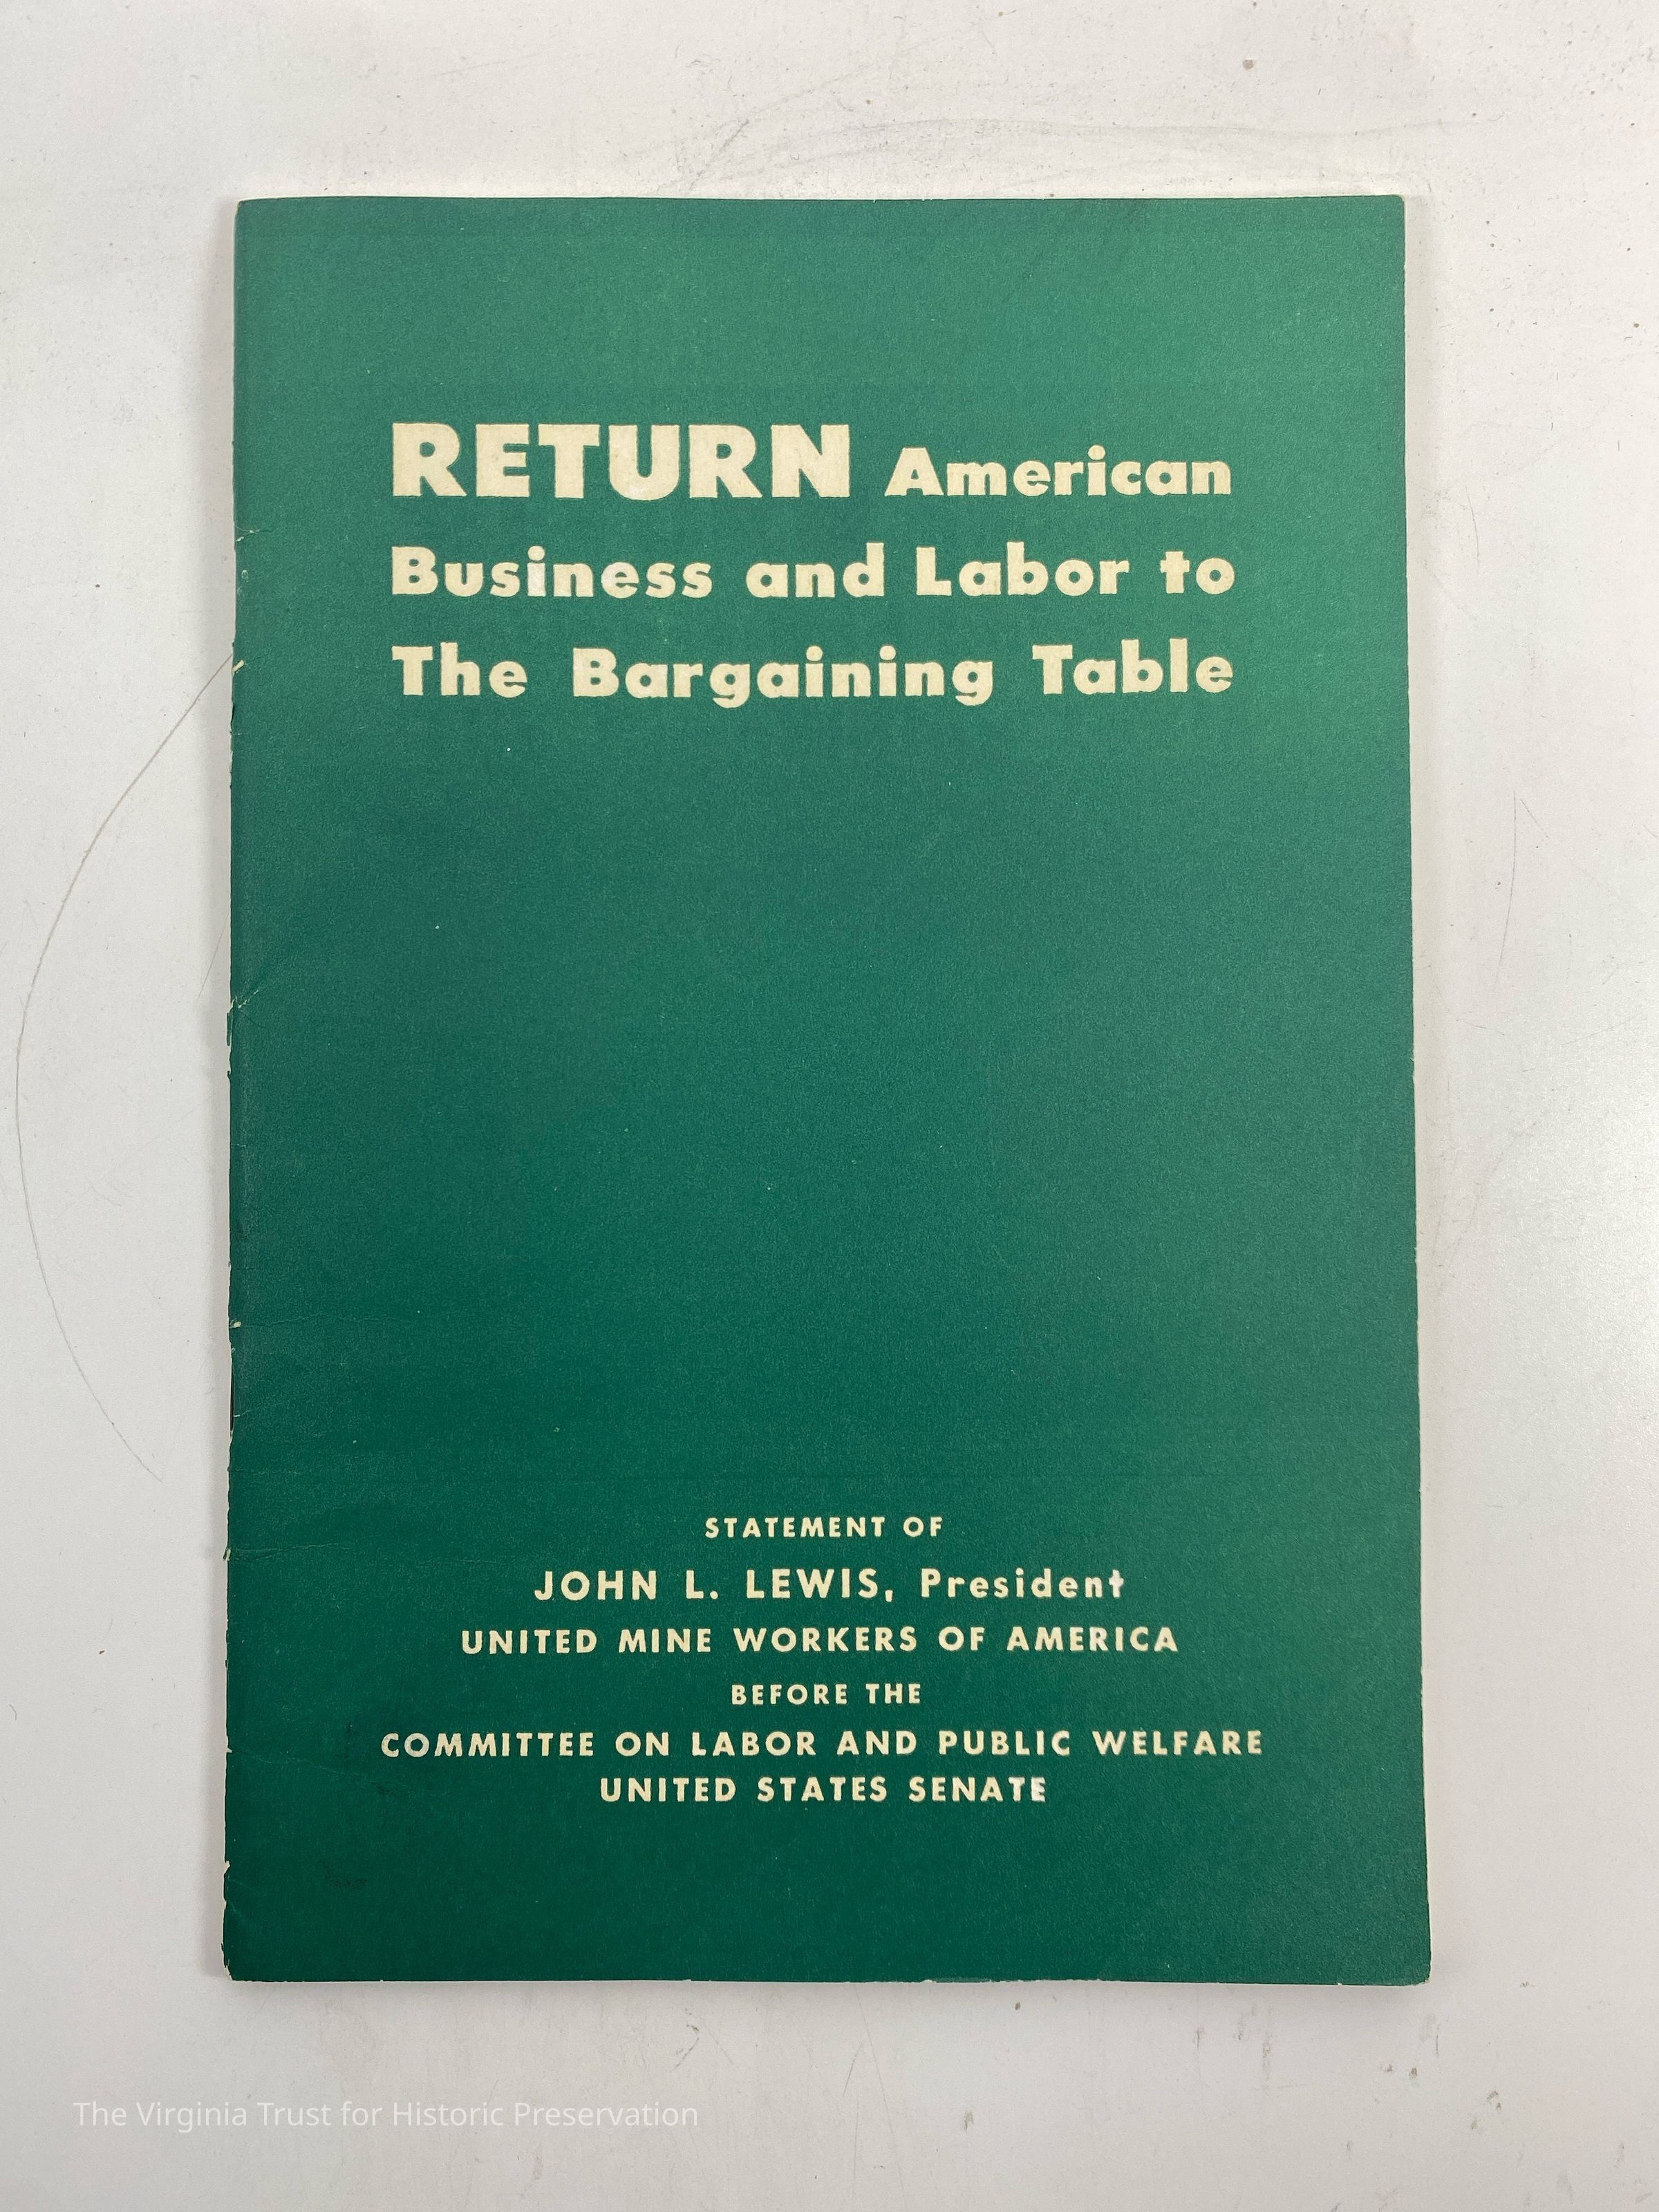 RETURN American
Business and Labor to
The Bargaining Table
STATEMENT OF
JOHN L. LEWIS, President
UNITED MINE WORKERS OF AMERICA
BEFORE THE
COMMITTEE ON LABOR AND PUBLIC WELFARE
UNITED STATES SENATE
The Virginia Trust for Historic Preservation